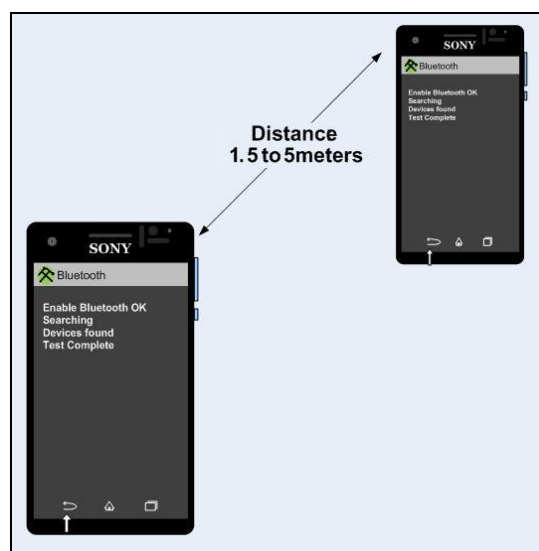 SONY
Bluetooth
Enable Bluetooth OK
Searching
Devices found
Test Complete
Distance
1.5 to 5meters
SONY
Bluetooth
Enable Bluetooth OK
Searching
Devices found
Test Complete